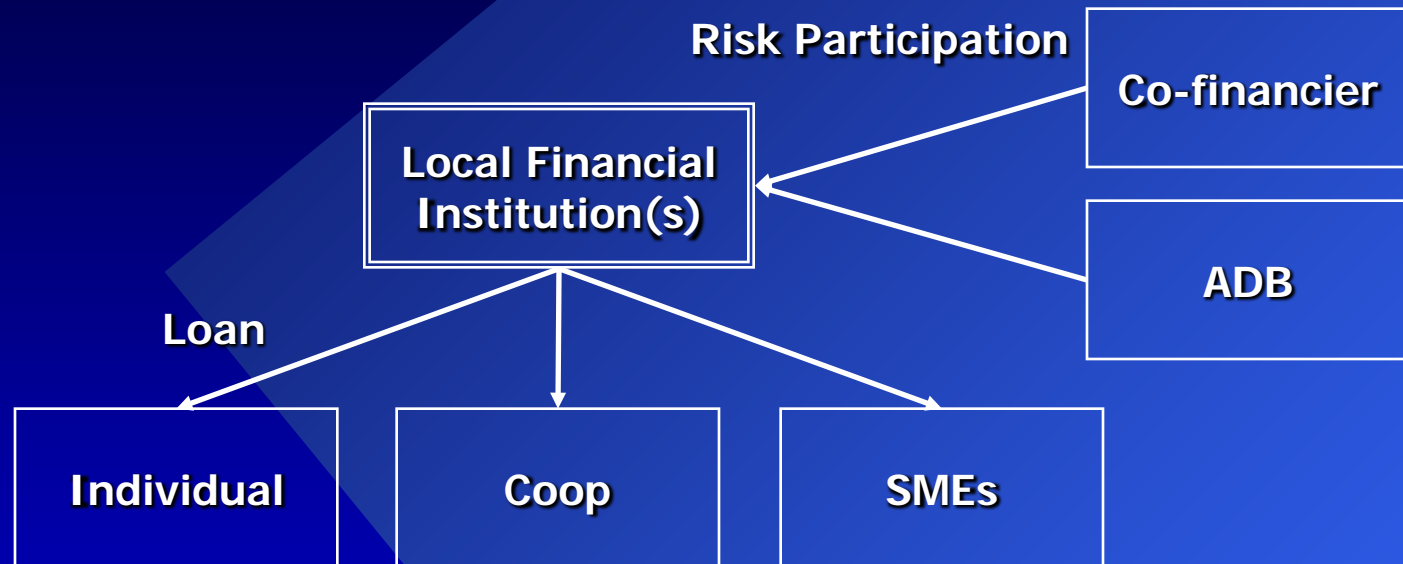 Risk Participation
Co-financier
Local Financial
Institution(s)
ADB
Loan
Individual
Coop
SMEs